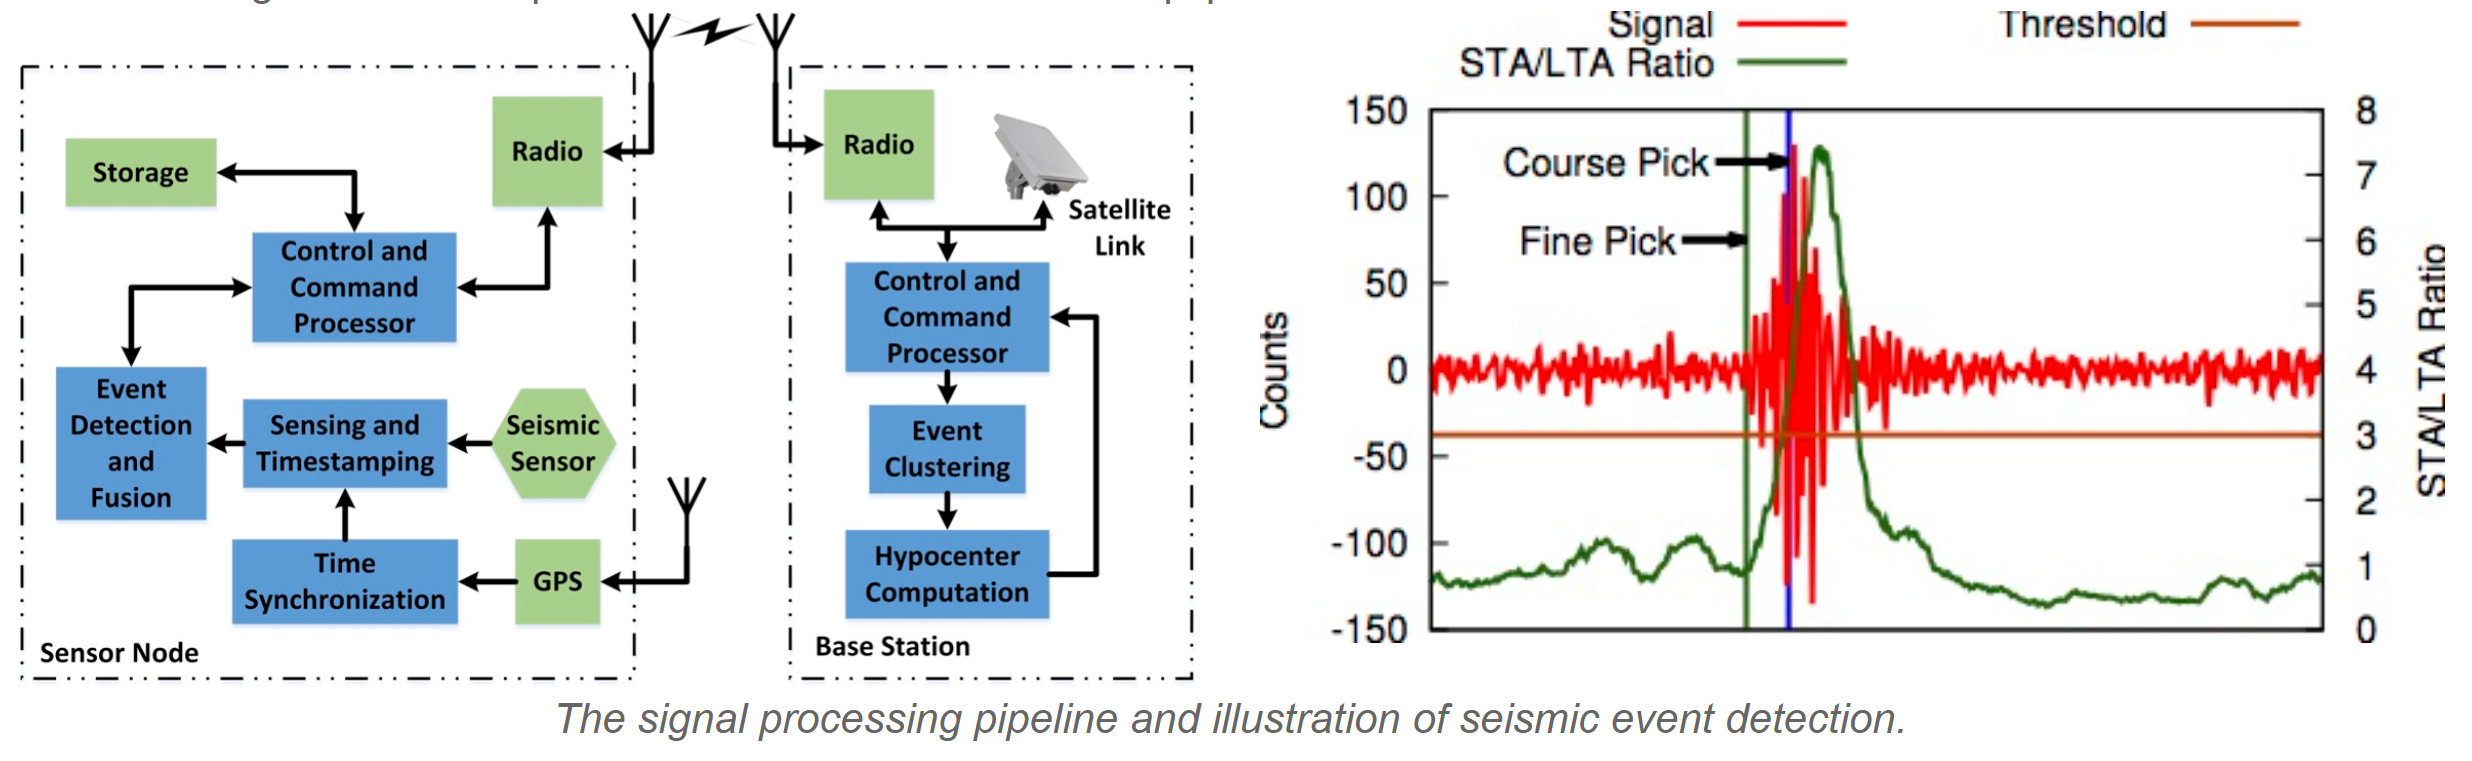 Storage
Radio
Control and
Command
Processor
Event
Detection
and
Fusion
Sensing and
Timestamping
Seismic
Sensor
Time
Synchronization
GPS
Sensor Node
Radio
Satellite
Link
Control and
Command
Processor
Event
Clustering
Hypocenter
Computation
Base Station
Signal
Threshold
STA/LTA Ratio
150
100
50
0
-50
-100
-150
Counts
Course Pick
Fine Pick
8
7
6
5
4
3
2
1
0
STA/LTA Ratio
The signal processing pipeline and illustration of seismic event detection.